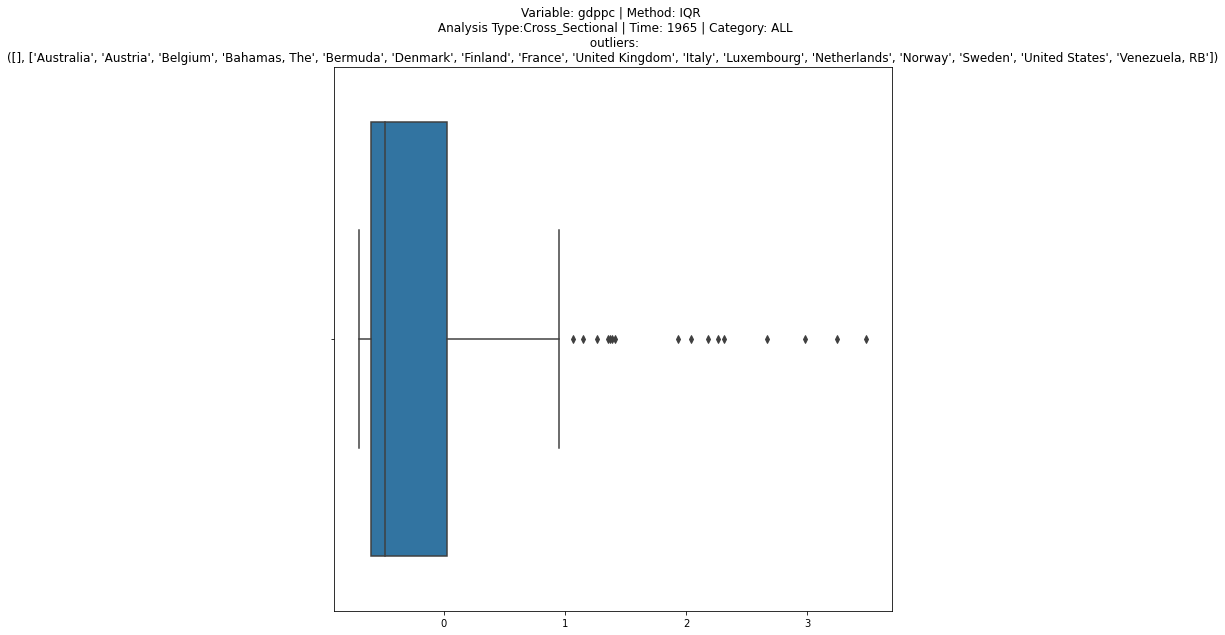 Variable: gdppc | Method: IQR
Analysis Type:Cross_Sectional | Time: 1965 | Category: ALL
outliers:
([], ['Australia', 'Austria', 'Belgium', 'Bahamas, The', 'Bermuda', 'Denmark', 'Finland', 'France', 'United Kingdom', 'Italy', 'Luxembourg', 'Netherlands', 'Norway', 'Sweden', 'United States', 'Venezuela, RB'])
0 1 2 3